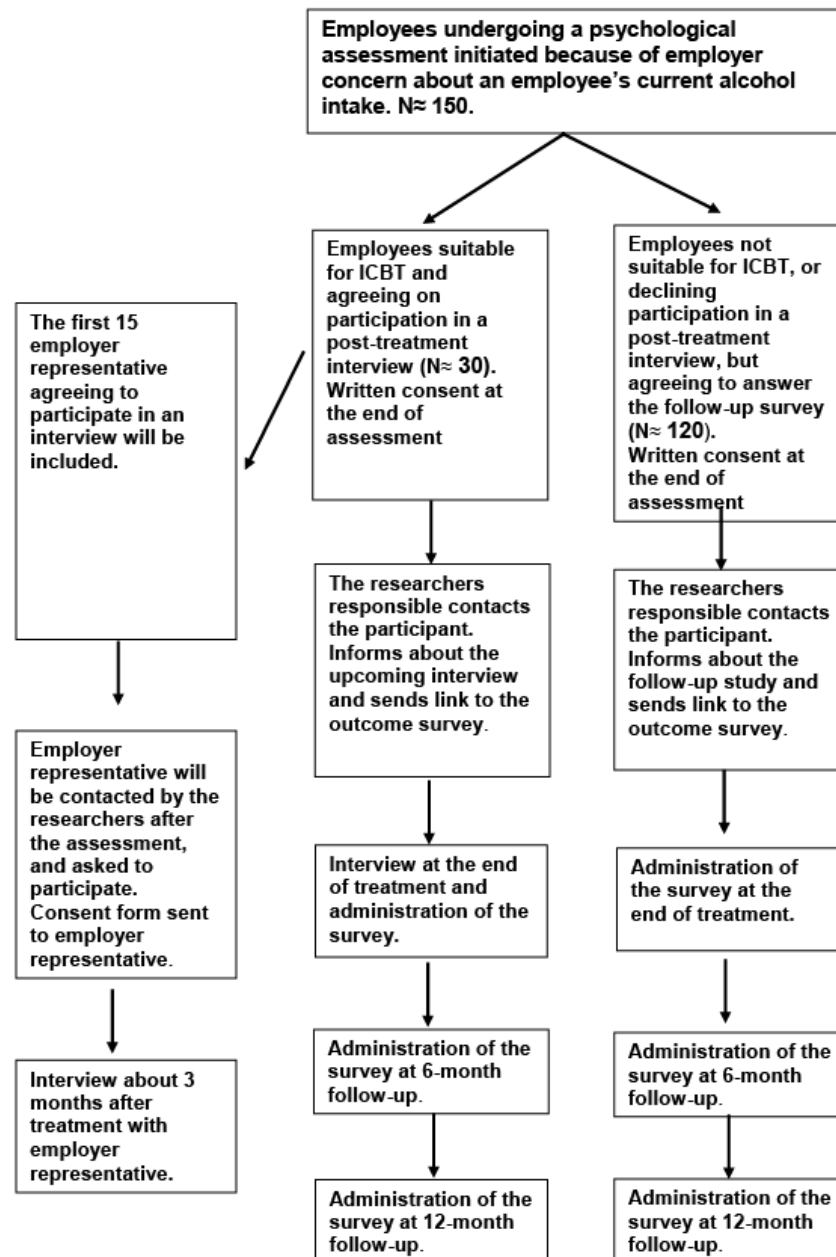 Employees undergoing a psychological
assessment initiated because of employer
concern about an employee's current alcohol
intake. N≈ 150.
Employees suitable
for ICBT and
agreeing on
participation in a
post-treatment
interview (N≈ 30).
Written consent at
the end of
assessment
Employees not
suitable for ICBT, or
declining
participation in a
post-treatment
interview, but
agreeing to answer
the follow-up survey
(N≈ 120).
Written consent at
the end of
assessment
The first 15
employer
representative
agreeing to
participate in an
interview will be
included.
The researchers
responsible contacts
the participant.
Informs about the
upcoming interview
and sends link to the
outcome survey.
The researchers
responsible contacts
the participant.
Informs about the
follow-up study and
sends link to the
outcome survey.
Employer
representative will
be contacted by the
researchers after
the assessment,
and asked to
participate.
Consent form sent
to employer
representative.
Interview at the end
of treatment and
administration of the
survey.
Administration of
the survey at the
end of treatment.
Interview about 3
months after
treatment with
employer
representative.
Administration of the
survey at 6-month
follow-up.
Administration of the
survey at 6-month
follow-up.
Administration of the
survey at 12-month
follow-up.
Administration of the
survey at 12-month
follow-up.